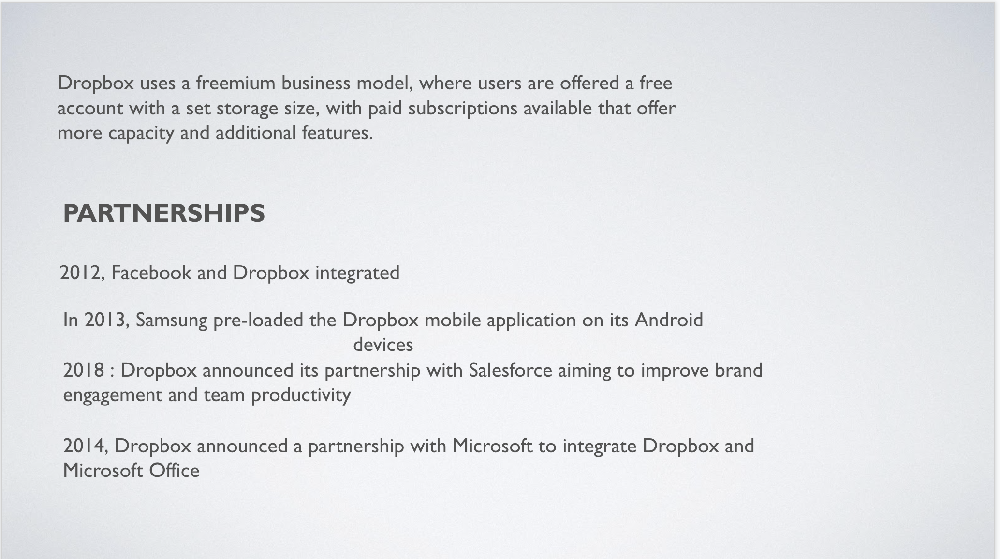 Dropbox uses a freemium business model, where users are offered a free
account with a set storage size, with paid subscriptions available that offer
more capacity and additional features.
PARTNERSHIPS
2012, Facebook and Dropbox integrated
In 2013, Samsung pre-loaded the Dropbox mobile application on its Android
devices
2018 : Dropbox announced its partnership with Salesforce aiming to improve brand
engagement and team productivity
2014, Dropbox announced a partnership with Microsoft to integrate Dropbox and
Microsoft Office